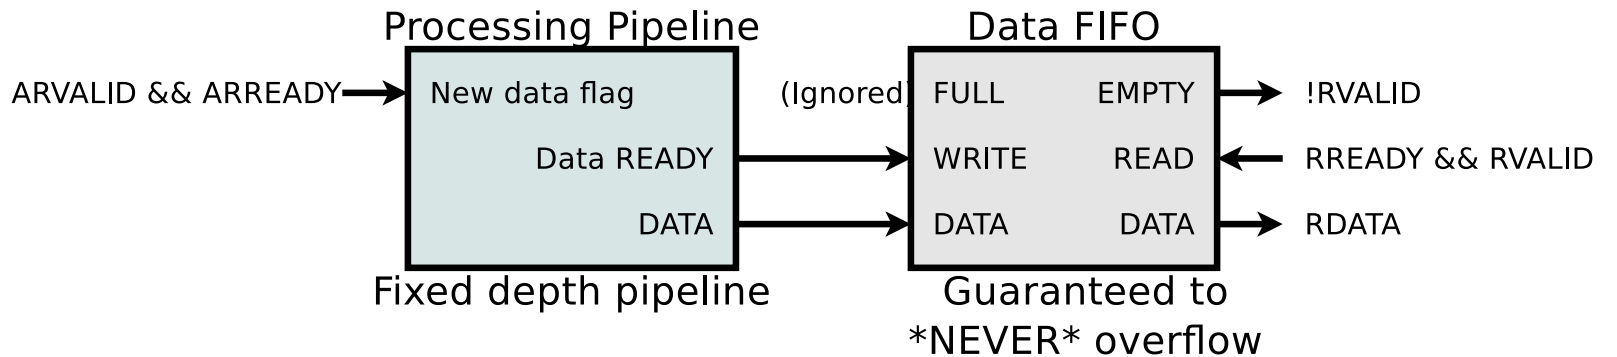 Processing Pipeline
Data FIFO
ARVALID && ARREADY
New data flag
(Ignored)
FULL
EMPTY
!RVALID
Data READY
WRITE
READ
RREADY && RVALID
DATA
DATA
DATA
RDATA
Fixed depth pipeline
Guaranteed to
*NEVER* overflow